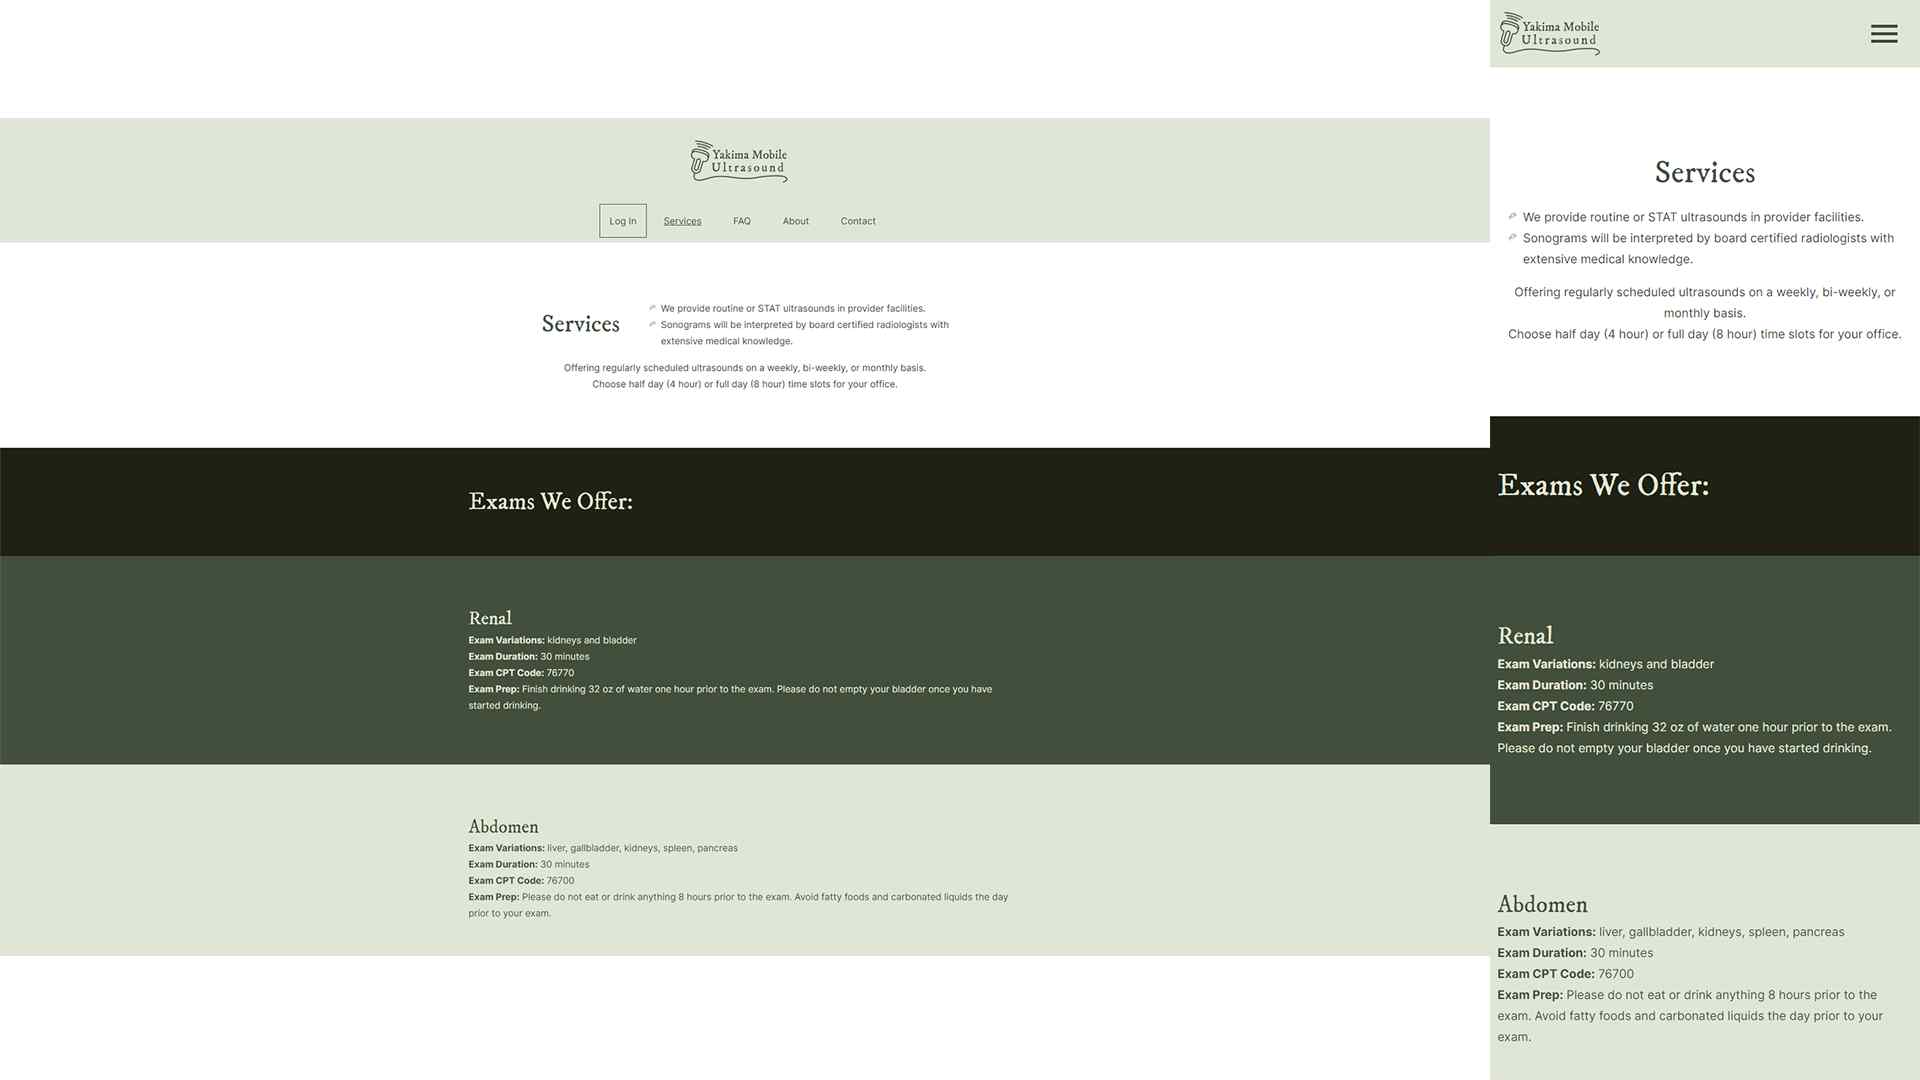 Yakima Mobile
Ultrasound
Log In
Services
FAQ
About
Contact
Services
We provide routine or STAT ultrasounds in provider facilities.
Sonograms will be interpreted by board certified radiologists with
extensive medical knowledge.
Offering regularly scheduled ultrasounds on a weekly, bi-weekly, or monthly basis.
Choose half day (4 hour) or full day (8 hour) time slots for your office.
Exams We Offer:
Renal
Exam Variations: kidneys and bladder
Exam Duration: 30 minutes
Exam CPT Code: 76770
Exam Prep: Finish drinking 32 oz of water one hour prior to the exam. Please do not empty your bladder once you have
started drinking.
Abdomen
Exam Variations: liver, gallbladder, kidneys, spleen, pancreas
Exam Duration: 30 minutes
Exam CPT Code: 76700
Exam Prep: Please do not eat or drink anything 8 hours prior to the exam. Avoid fatty foods and carbonated liquids the day
prior to your exam.
Yakima Mobile
Ultrasound
Services
We provide routine or STAT ultrasounds in provider facilities.
Sonograms will be interpreted by board certified radiologists with
extensive medical knowledge.
Offering regularly scheduled ultrasounds on a weekly, bi-weekly, or
monthly basis.
Choose half day (4 hour) or full day (8 hour) time slots for your office.
Exams We Offer:
Renal
Exam Variations: kidneys and bladder
Exam Duration: 30 minutes
Exam CPT Code: 76770
Exam Prep: Finish drinking 32 oz of water one hour prior to the exam.
Please do not empty your bladder once you have started drinking.
Abdomen
Exam Variations: liver, gallbladder, kidneys, spleen, pancreas
Exam Duration: 30 minutes
Exam CPT Code: 76700
Exam Prep: Please do not eat or drink anything 8 hours prior to the
exam. Avoid fatty foods and carbonated liquids the day prior to your
exam.